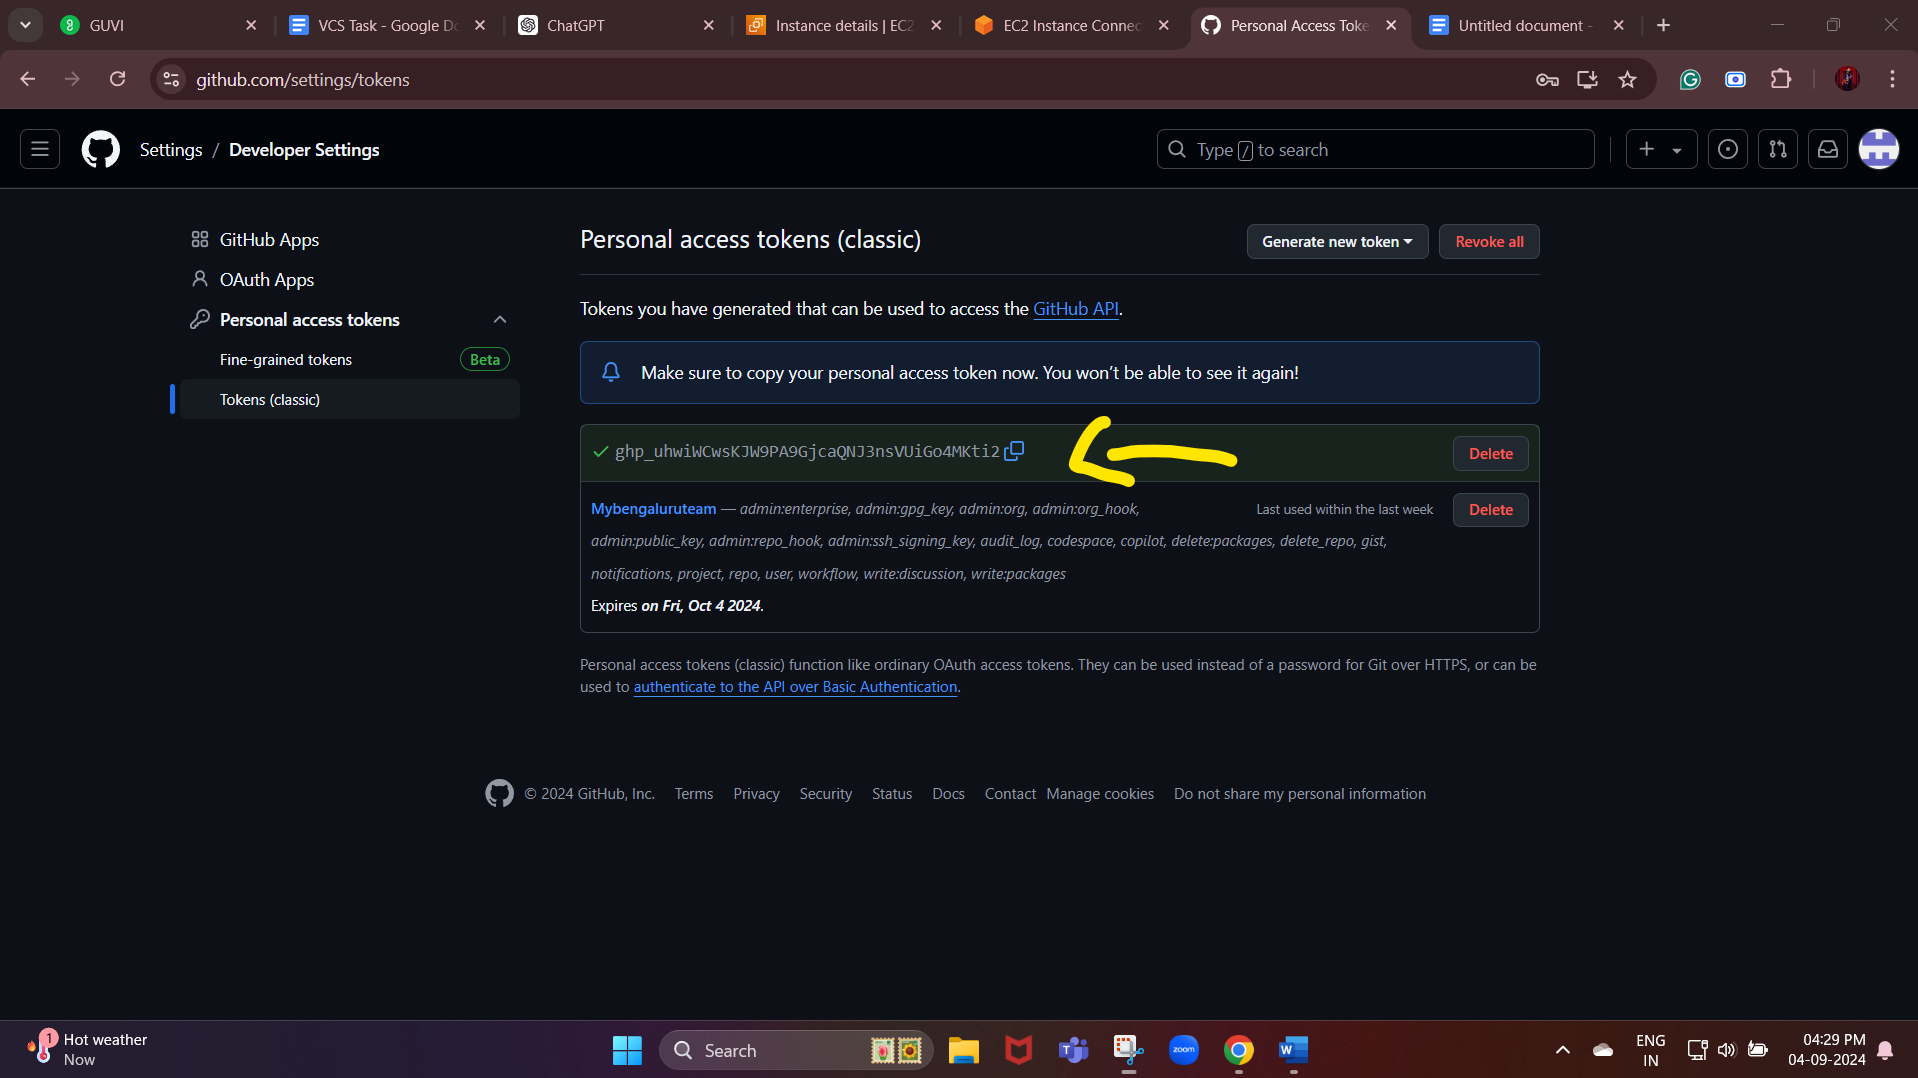 GUVI
VCS Task - Google Do
ChatGPT
Instance details | EC2
EC2 Instance Connec
Personal Access Toke
Untitled document -
github.com/settings/tokens
Settings / Developer Settings
Type / to search
GitHub Apps
OAuth Apps
Personal access tokens
Fine-grained tokens Beta
Tokens (classic)
Personal access tokens (classic)
Generate new token
Revoke all
Tokens you have generated that can be used to access the GitHub API.
Make sure to copy your personal access token now. You won’t be able to see it again!
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
Delete
Mybengaluruteam — admin:enterprise, admin:gpg_key, admin:org, admin:org_hook,
Last used within the last week
Delete
admin:public_key, admin:repo_hook, admin:ssh_signing_key, audit_log, codespace, copilot, delete:packages, delete_repo, gist,
notifications, project, repo, user, workflow, write:discussion, write:packages
Expires on Fri, Oct 4 2024.
Personal access tokens (classic) function like ordinary OAuth access tokens. They can be used instead of a password for Git over HTTPS, or can be
used to authenticate to the API over Basic Authentication.
© 2024 GitHub, Inc. Terms Privacy Security Status Docs Contact Manage cookies Do not share my personal information
1
Hot weather
Now
Search
zoom
ENG
IN
04:29 PM
04-09-2024